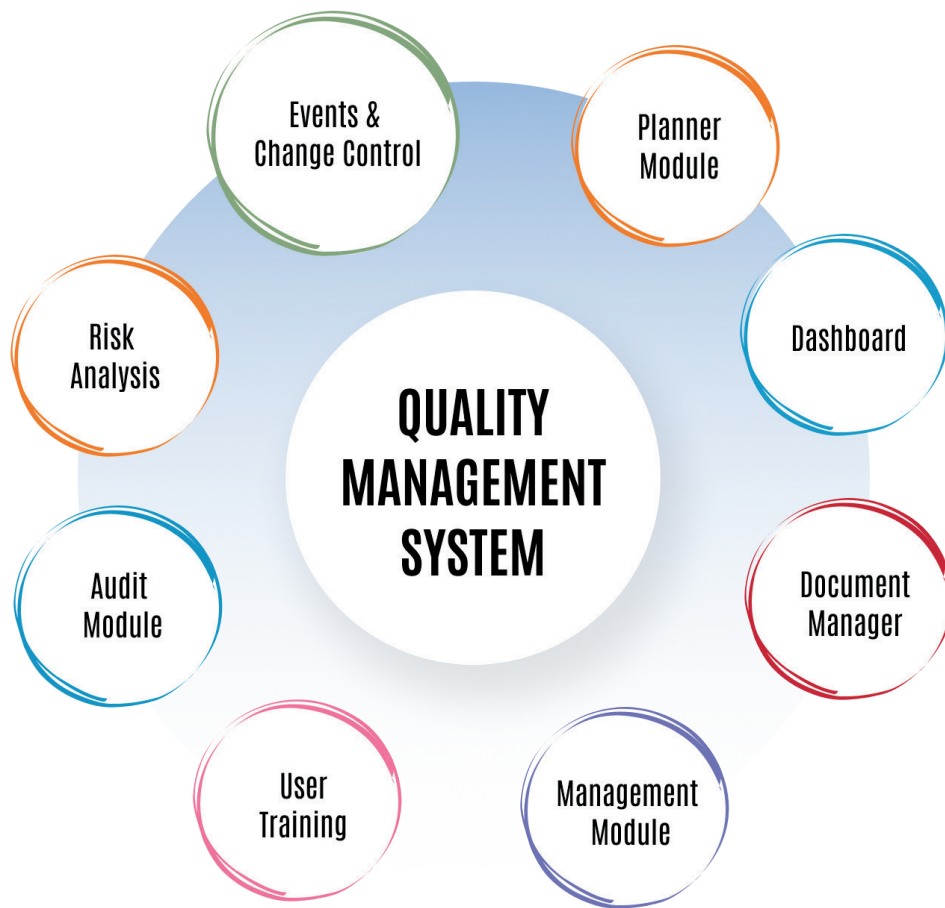 Events &
Change Control
Planner
Module
Risk
Analysis
Dashboard
QUALITY
MANAGEMENT
SYSTEM
Audit
Module
Document
Manager
User
Training
Management
Module